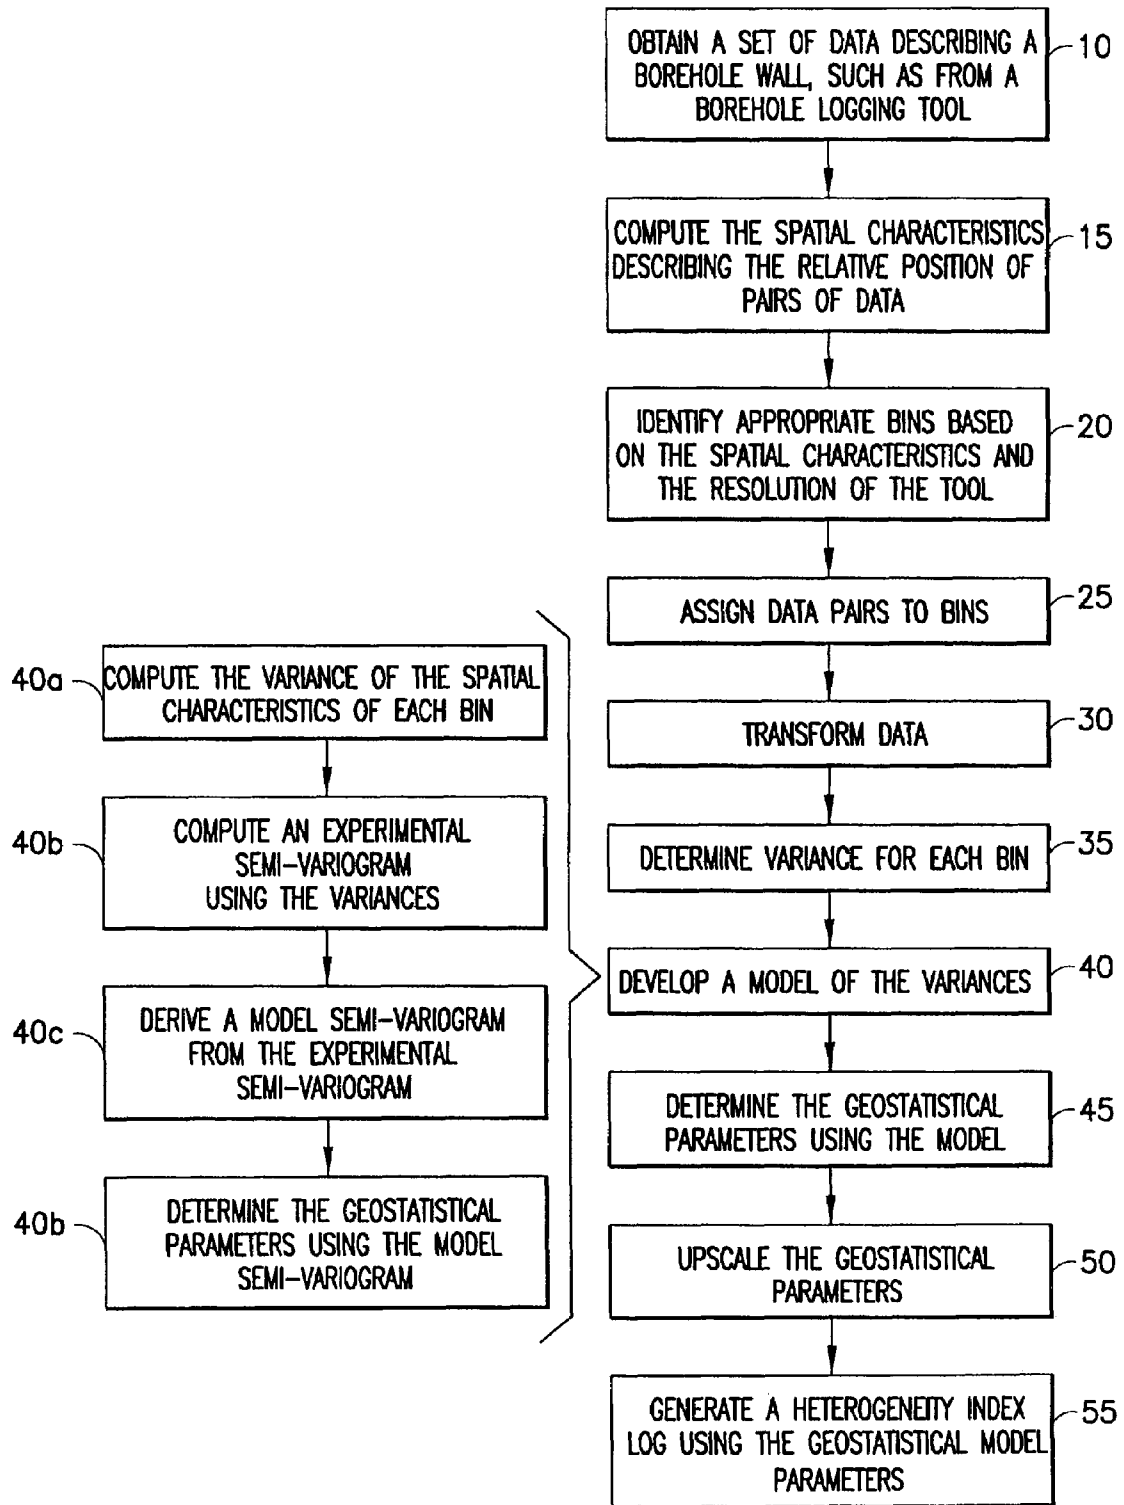 OBTAIN A SET OF DATA DESCRIBING A
BOREHOLE WALL, SUCH AS FROM A
BOREHOLE LOGGING TOOL
10
COMPUTE THE SPATIAL CHARACTERISTICS
DESCRIBING THE RELATIVE POSITION OF
PAIRS OF DATA
15
IDENTIFY APPROPRIATE BINS BASED
ON THE SPATIAL CHARACTERISTICS AND
THE RESOLUTION OF THE TOOL
20
ASSIGN DATA PAIRS TO BINS
25
TRANSFORM DATA
30
DETERMINE VARIANCE FOR EACH BIN
35
DEVELOP A MODEL OF THE VARIANCES
40
40a
COMPUTE THE VARIANCE OF THE SPATIAL
CHARACTERISTICS OF EACH BIN
40b
COMPUTE AN EXPERIMENTAL
SEMI-VARIOGRAM
USING THE VARIANCES
40c
DERIVE A MODEL SEMI-VARIOGRAM
FROM THE EXPERIMENTAL
SEMI-VARIOGRAM
40b
DETERMINE THE GEOSTATISTICAL
PARAMETERS USING THE MODEL
SEMI-VARIOGRAM
DETERMINE THE GEOSTATISTICAL
PARAMETERS USING THE MODEL
45
UPSCALE THE GEOSTATISTICAL
PARAMETERS
50
GENERATE A HETEROGENEITY INDEX
LOG USING THE GEOSTATISTICAL MODEL
PARAMETERS
55